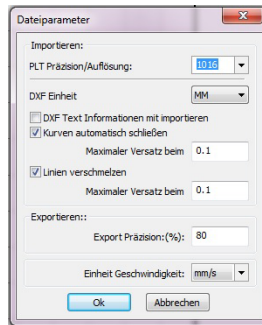 Dateiparameter
Importieren:
PLT Präzision/Auflösung: 1016
DXF Einheit MM
DXF Text Informationen mit importieren
Kurven automatisch schließen
Maximaler Versatz beim 0.1
Linien verschmelzen
Maximaler Versatz beim 0.1
Exportieren::
Export Präzision:(%): 80
Einheit Geschwindigkeit: mm/s
Ok Abbrechen